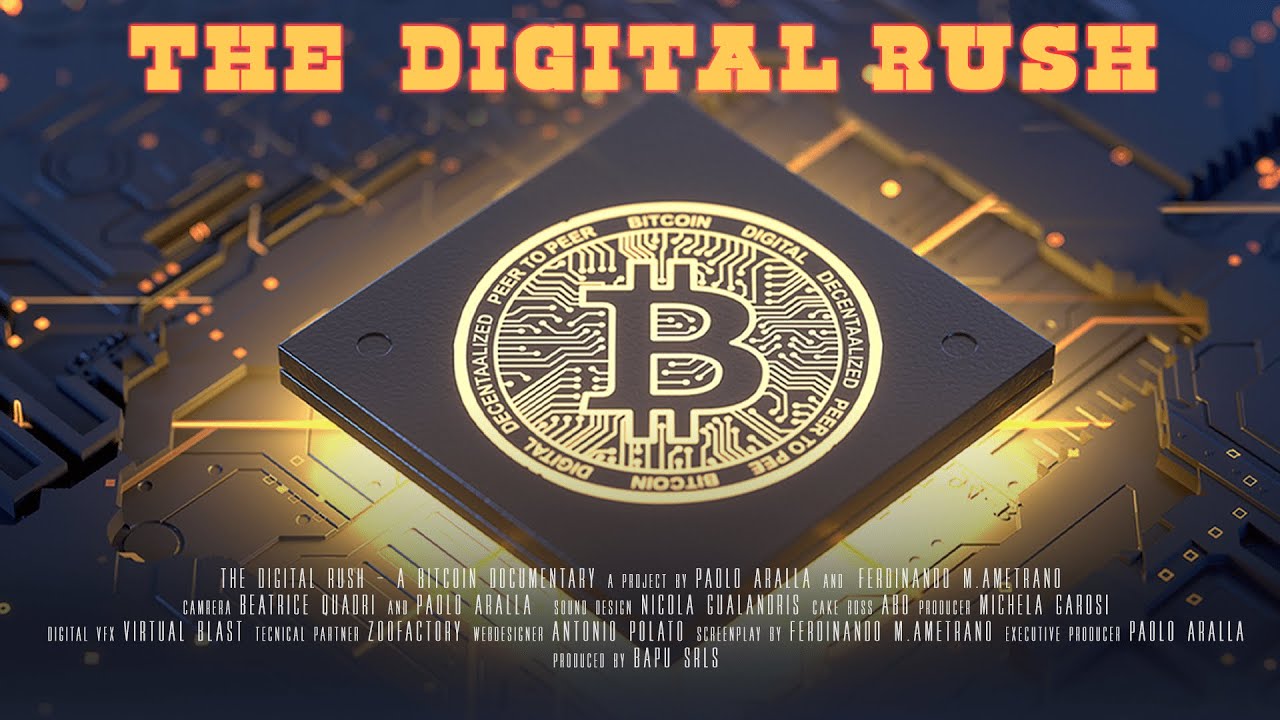 THE DIGITAL RUSH
BITCOIN DIGITAL DECENTAALIZED PEER TO PEE BITCOIN DIGITAL DECENTAALIZED PEER TO PEER
THE DIGITAL RUSH - A BITCOIN DOCUMENTARY A PROJECT BY PAOLO ARALLA AND FERDINANDO M.AMETRANO
CAMRERA BEATRICE QUADRI AND PAOLO ARALLA SOUND DESIGN NICOLA GUALANDRIS CAKE BOSS ABO PRODUCER MICHELA GAROSI
DIGITAL VFX VIRTUAL BLAST TECNICAL PARTNER ZOOFACTORY WEBDESIGNER ANTONIO POLATO SCREENPLAY BY FERDINANDO M.AMETRANO EXECUTIVE PRODUCER PAOLO ARALLA
PRODUCED BY BAPU SRLS